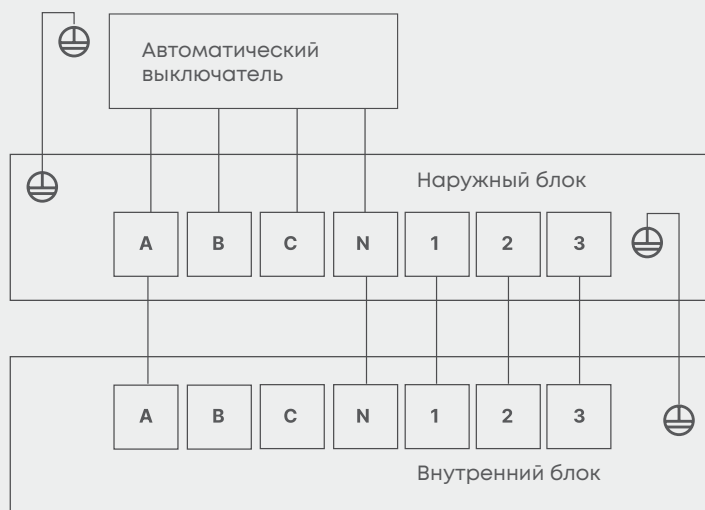 Автоматический
выключатель
Наружный блок
A B C N 1 2 3
A B C N 1 2 3
Внутренний блок